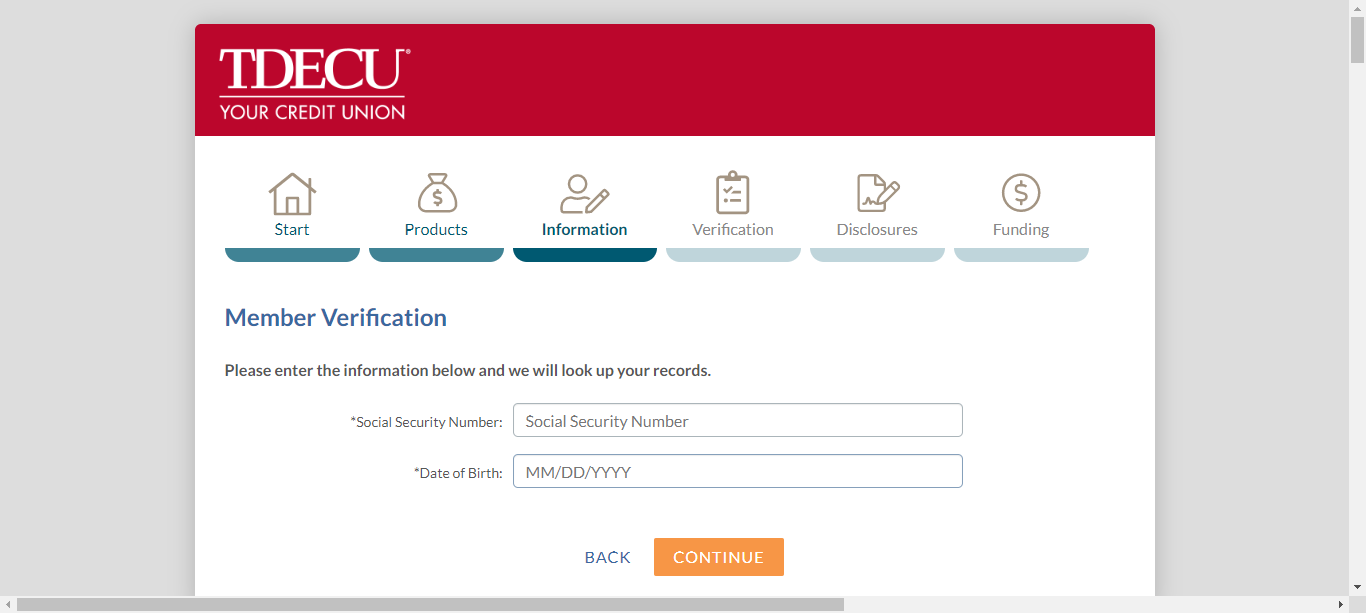 TDECU®
YOUR CREDIT UNION
Start
Products
Information
Verification
Disclosures
Funding
Member Verification
Please enter the information below and we will look up your records.
*Social Security Number: Social Security Number
*Date of Birth: MM/DD/YYYY
BACK CONTINUE